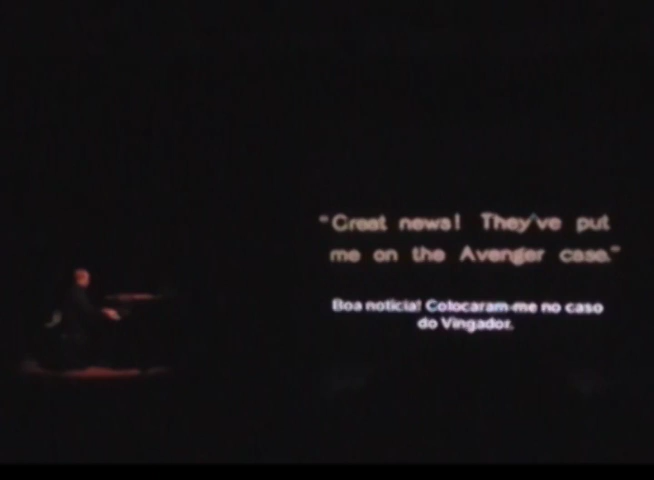 "Great news! They've put
me on the Avenger case."
Boa notícia! Colocaram-me no caso
do Vingador.